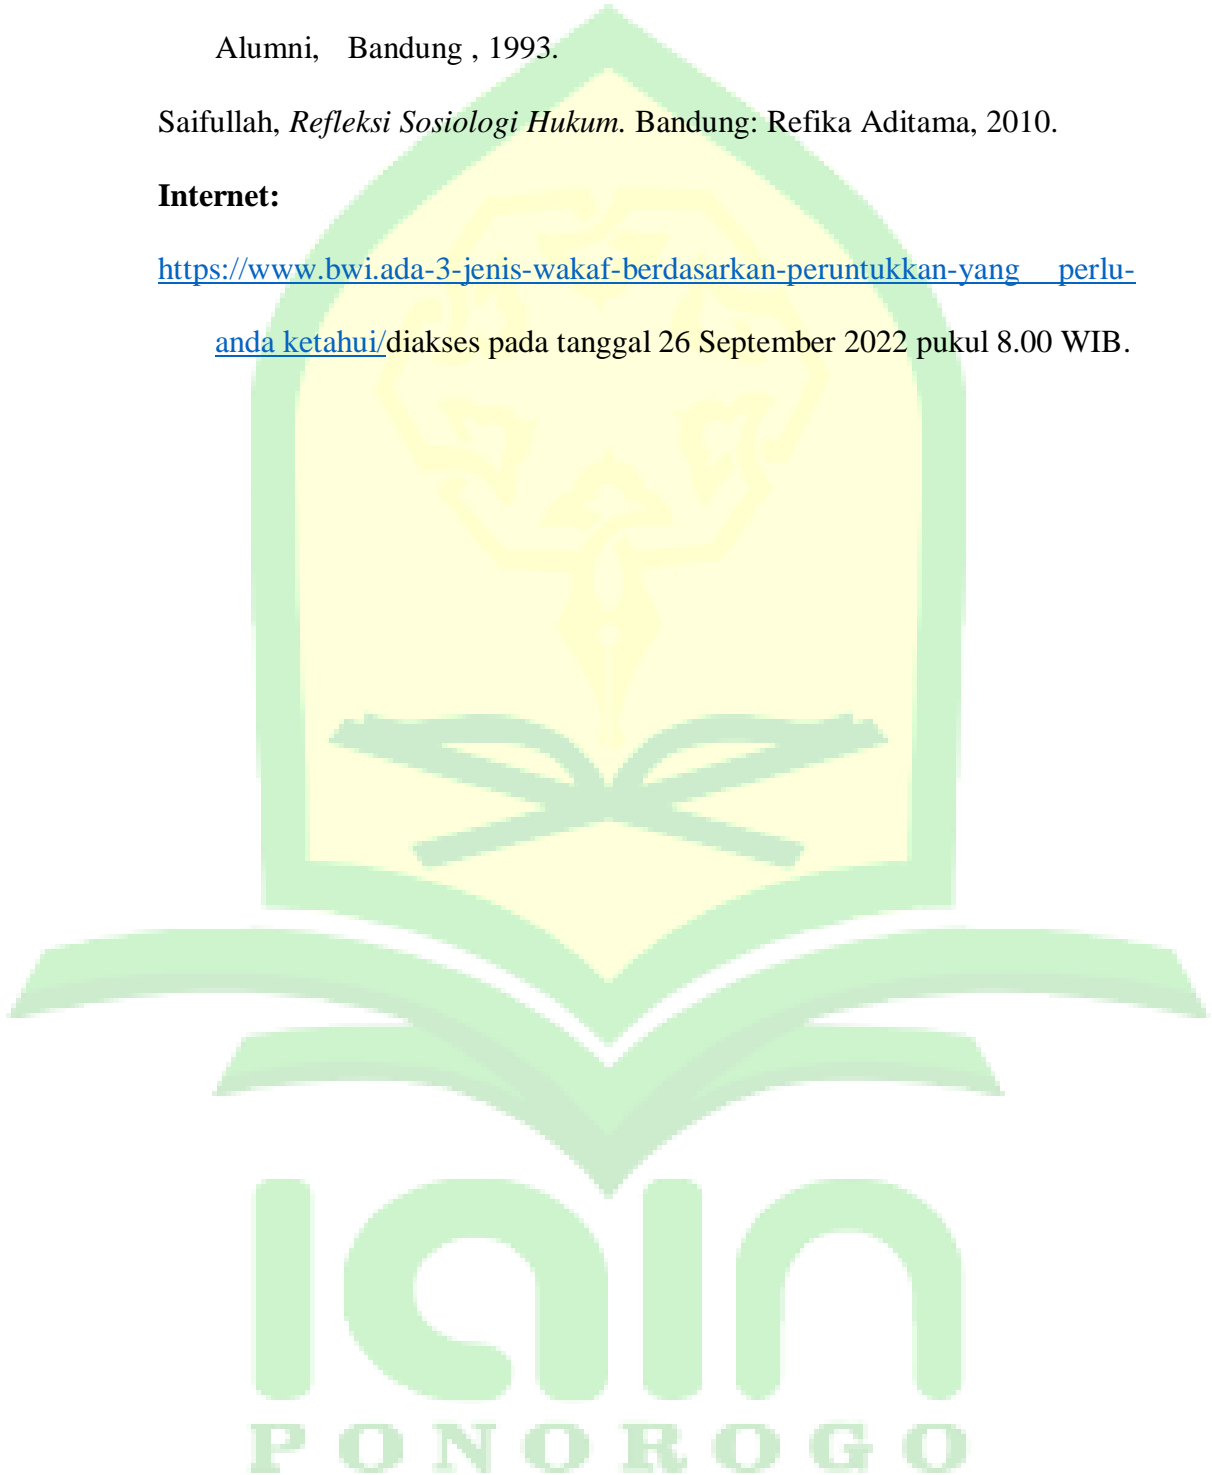 Alumni, Bandung , 1993.
Saifullah, Refleksi Sosiologi Hukum. Bandung: Refika Aditama, 2010.
Internet:
https://www.bwi.ada-3-jenis-wakaf-berdasarkan-peruntukkan-yang perlu-
anda ketahui/diakses pada tanggal 26 September 2022 pukul 8.00 WIB.
iain
PONOROGO